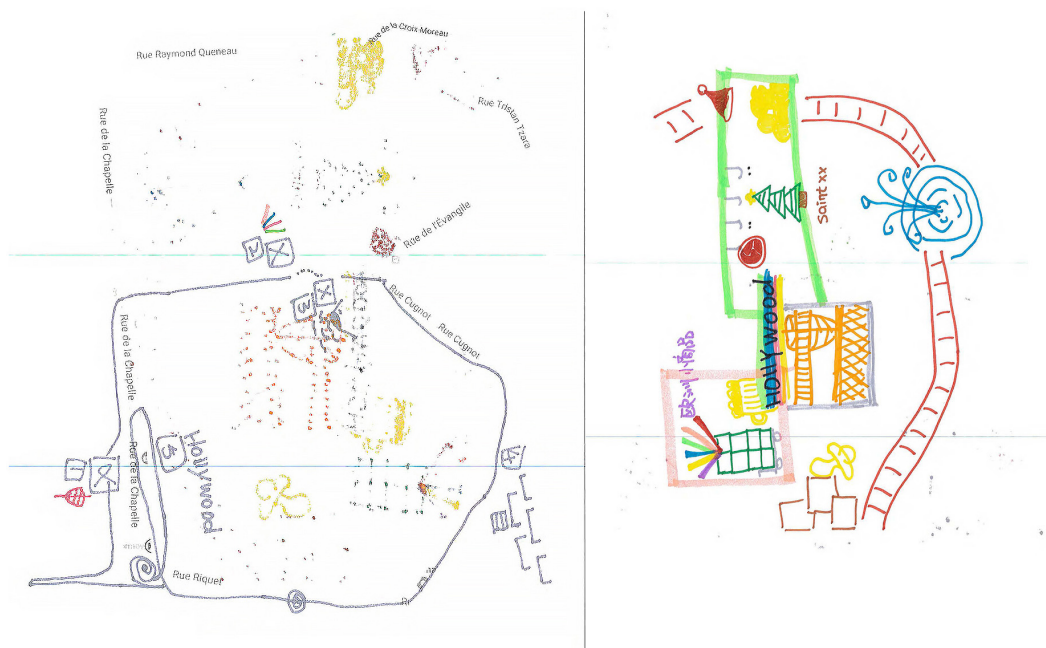 Rue de la Croix Moreau
Rue Raymond Queneau
Rue Tristan Tzara
Rue de la Chapelle
Rue de l'Évangile
Rue Cugnot
Rue Cugnot
Rue de la Chapelle
Rue de la Chapelle
Hollywood
Rue Riquet
Saint xx
HOLLYWOOD